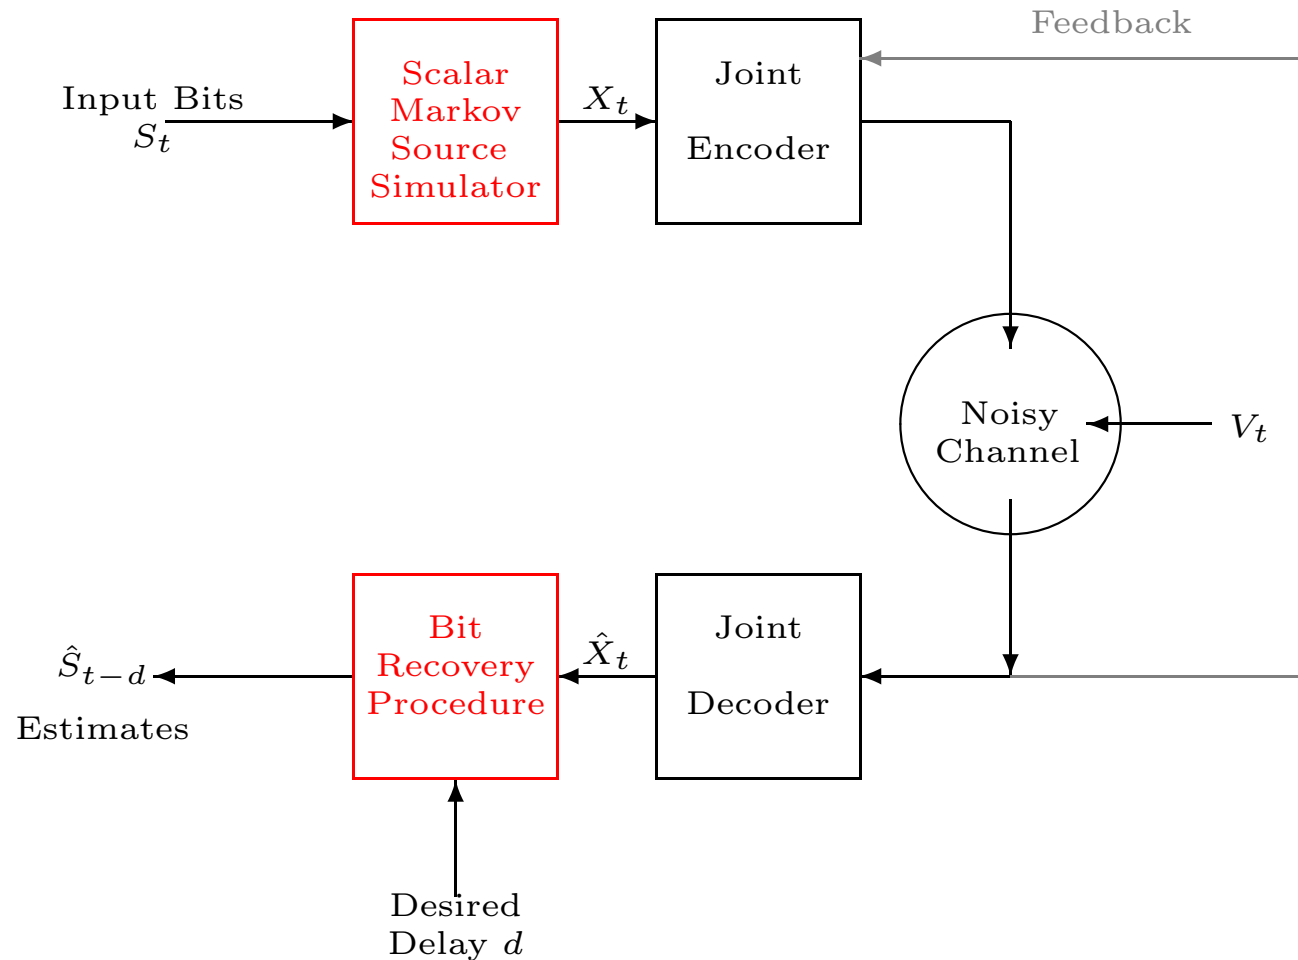 Feedback
Input Bits
S_t
Scalar
Markov
Source
Simulator
X_t
Joint
Encoder
Noisy
Channel
V_t
Ŝ_{t−d}
Estimates
Bit
Recovery
Procedure
X̂_t
Joint
Decoder
Desired
Delay d